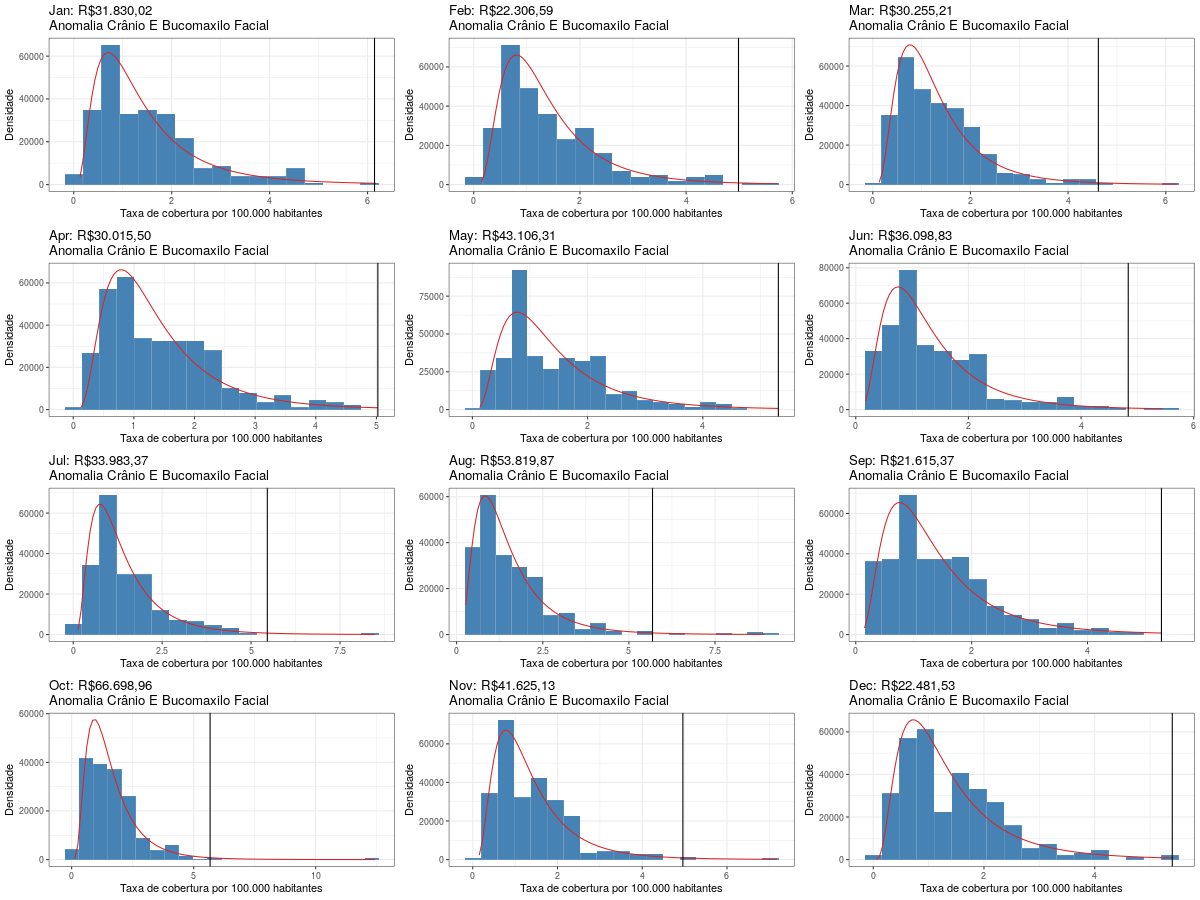 Jan: R$31.830,02
Anomalia Crânio E Bucomaxilo Facial
Densidade
60000
40000
20000
0
0
2
4
6
Taxa de cobertura por 100.000 habitantes
Feb: R$22.306,59
Anomalia Crânio E Bucomaxilo Facial
Densidade
60000
40000
20000
0
0
2
4
6
Taxa de cobertura por 100.000 habitantes
Mar: R$30.255,21
Anomalia Crânio E Bucomaxilo Facial
Densidade
60000
40000
20000
0
0
2
4
6
Taxa de cobertura por 100.000 habitantes
Apr: R$30.015,50
Anomalia Crânio E Bucomaxilo Facial
Densidade
60000
40000
20000
0
0
1
2
3
4
5
Taxa de cobertura por 100.000 habitantes
May: R$43.106,31
Anomalia Crânio E Bucomaxilo Facial
Densidade
75000
50000
25000
0
0
2
4
Taxa de cobertura por 100.000 habitantes
Jun: R$36.098,83
Anomalia Crânio E Bucomaxilo Facial
Densidade
80000
60000
40000
20000
0
0
2
4
6
Taxa de cobertura por 100.000 habitantes
Jul: R$33.983,37
Anomalia Crânio E Bucomaxilo Facial
Densidade
60000
40000
20000
0
0
2.5
5
7.5
Taxa de cobertura por 100.000 habitantes
Aug: R$53.819,87
Anomalia Crânio E Bucomaxilo Facial
Densidade
60000
40000
20000
0
0
2.5
5
7.5
Taxa de cobertura por 100.000 habitantes
Sep: R$21.615,37
Anomalia Crânio E Bucomaxilo Facial
Densidade
60000
40000
20000
0
0
2
4
Taxa de cobertura por 100.000 habitantes
Oct: R$66.698,96
Anomalia Crânio E Bucomaxilo Facial
Densidade
60000
40000
20000
0
0
5
10
Taxa de cobertura por 100.000 habitantes
Nov: R$41.625,13
Anomalia Crânio E Bucomaxilo Facial
Densidade
60000
40000
20000
0
0
2
4
6
Taxa de cobertura por 100.000 habitantes
Dec: R$22.481,53
Anomalia Crânio E Bucomaxilo Facial
Densidade
60000
40000
20000
0
0
2
4
Taxa de cobertura por 100.000 habitantes